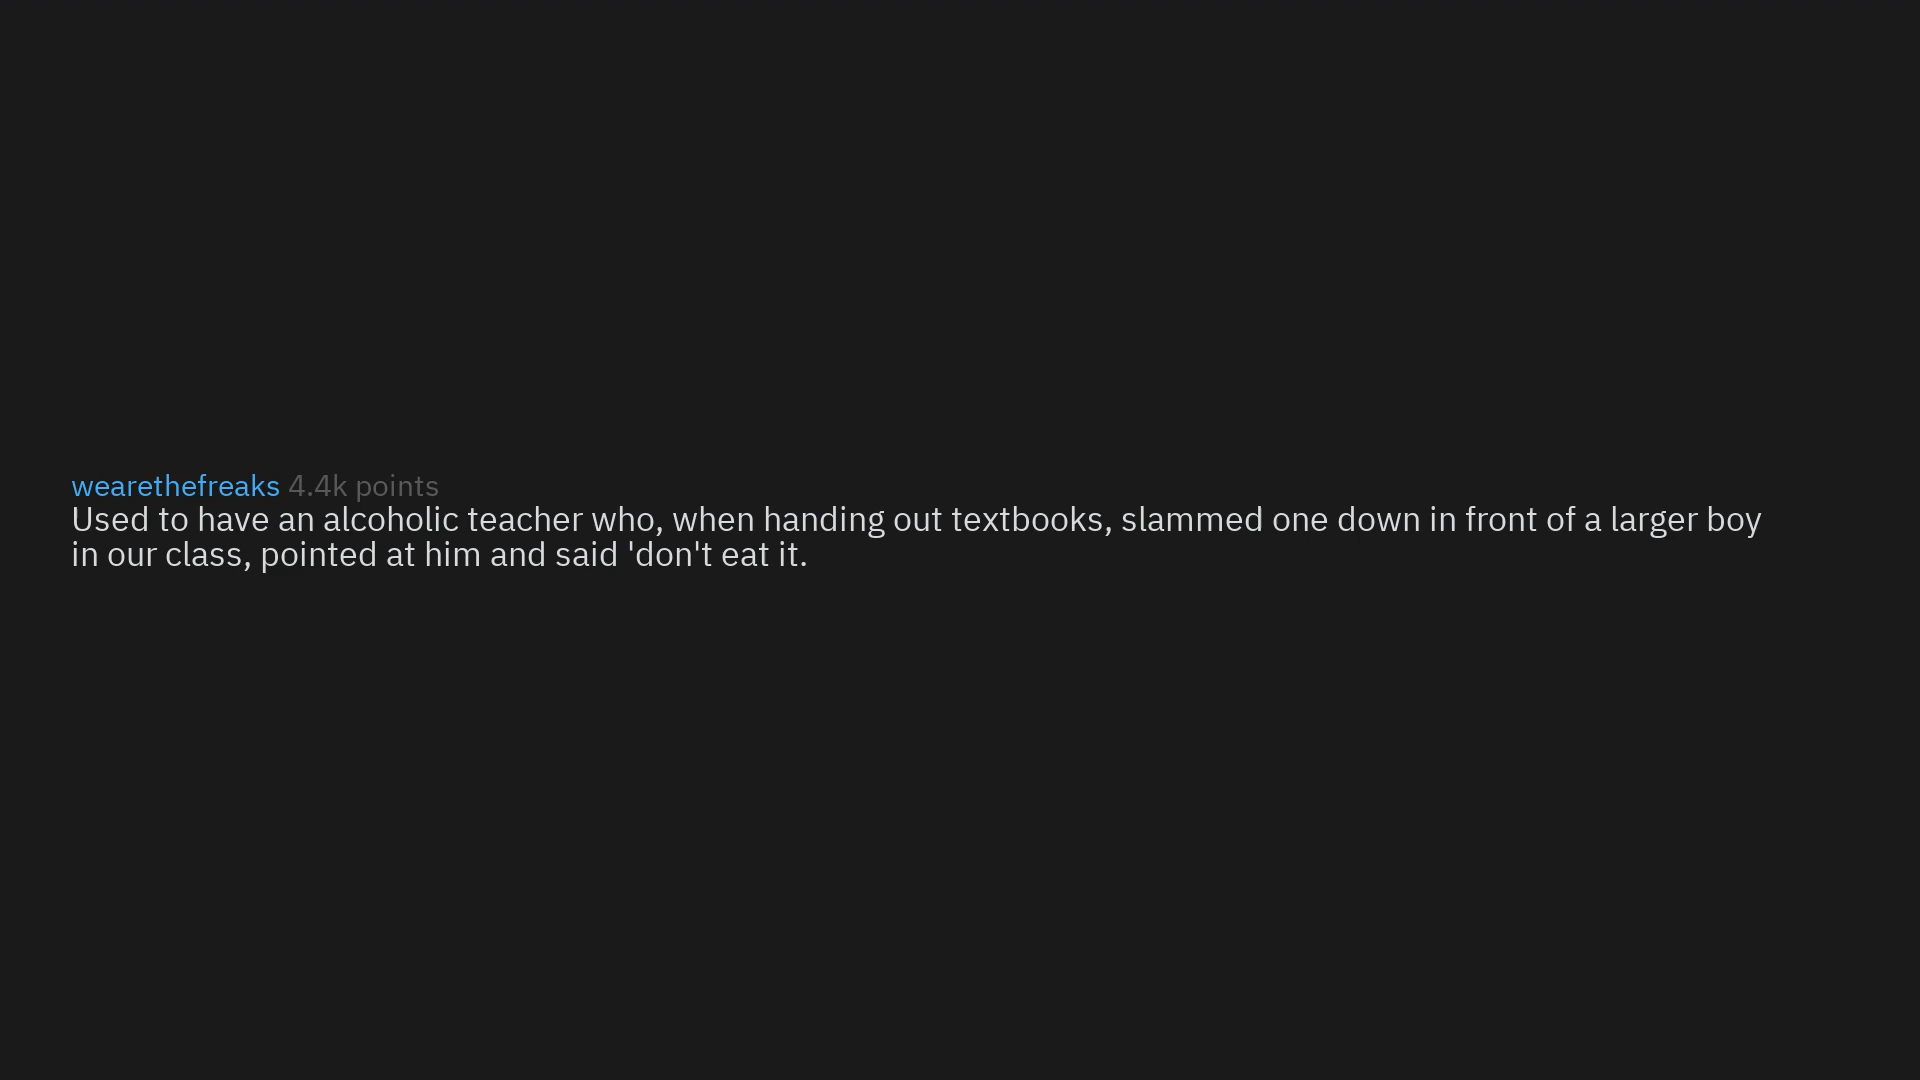 wearethefreaks 4.4k points
Used to have an alcoholic teacher who, when handing out textbooks, slammed one down in front of a larger boy
in our class, pointed at him and said 'don't eat it.